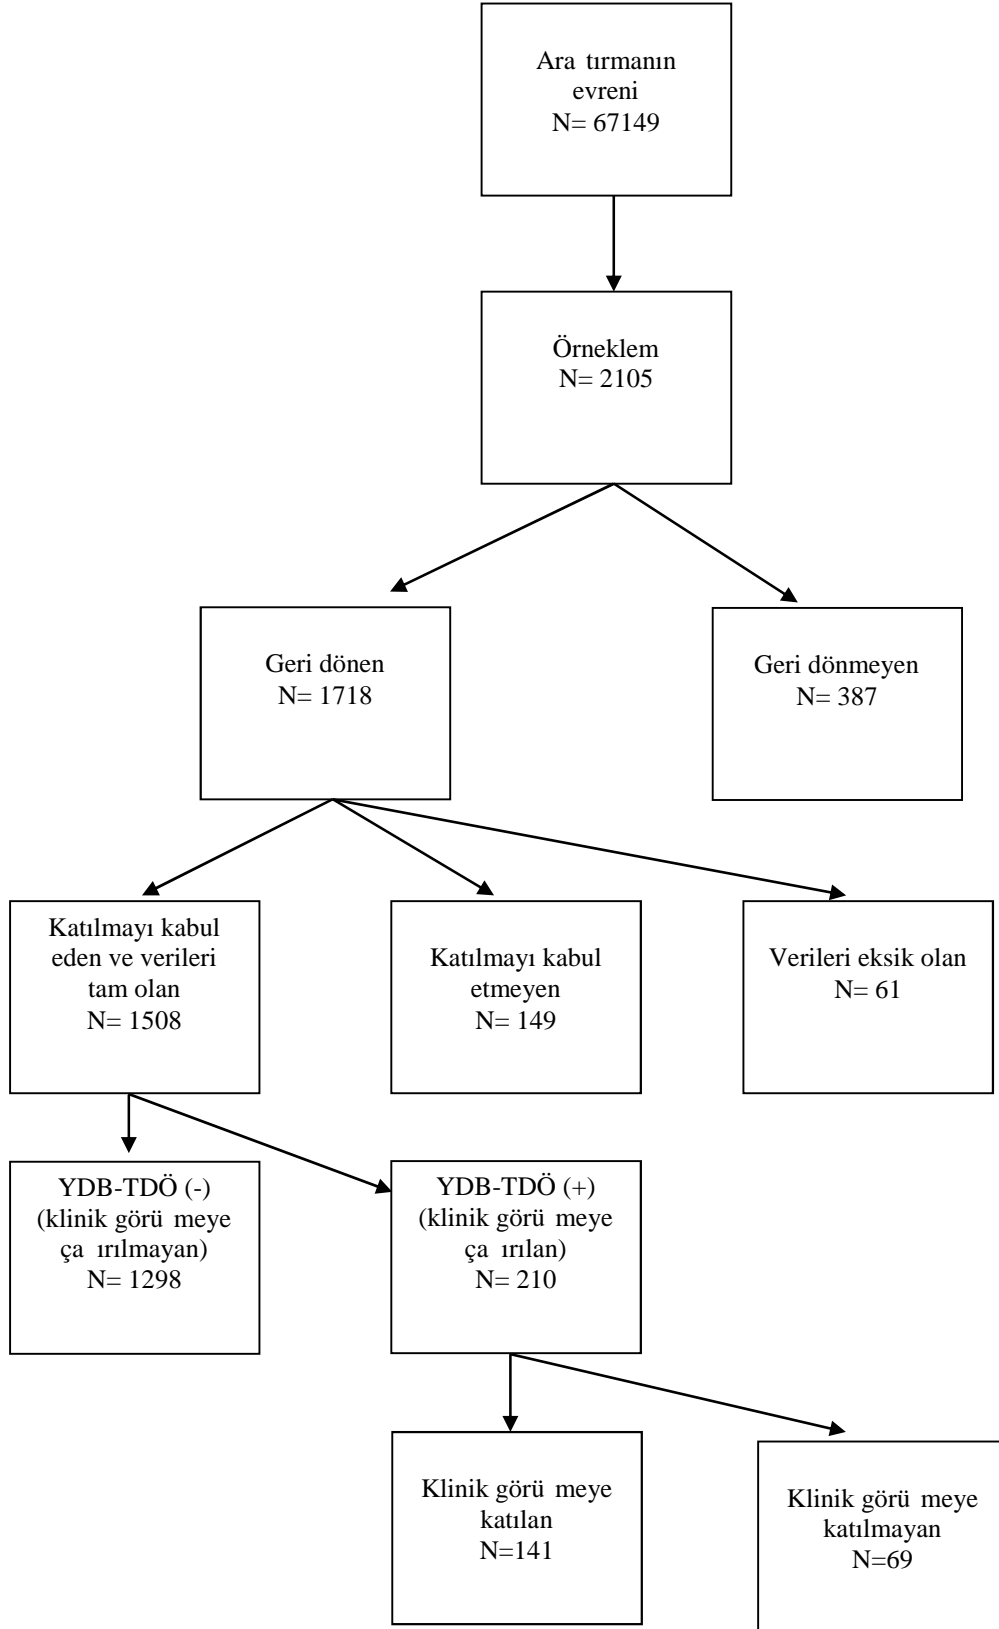 Ara tırmanın
evreni
N= 67149
Örneklem
N= 2105
Geri dönen
N= 1718
Geri dönmeyen
N= 387
Katılmayı kabul
eden ve verileri
tam olan
N= 1508
Katılmayı kabul
etmeyen
N= 149
Verileri eksik olan
N= 61
YDB-TDÖ (-)
(klinik görü meye
ça ırılmayan)
N= 1298
YDB-TDÖ (+)
(klinik görü meye
ça ırılan)
N= 210
Klinik görü meye
katılan
N=141
Klinik görü meye
katılmayan
N=69